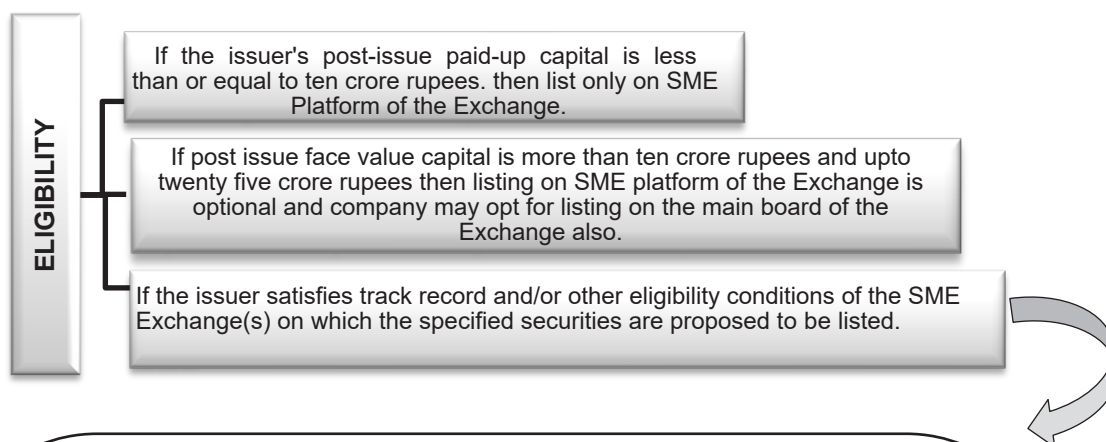 ELIGIBILITY
If the issuer's post-issue paid-up capital is less
than or equal to ten crore rupees. then list only on SME
Platform of the Exchange.
If post issue face value capital is more than ten crore rupees and upto
twenty five crore rupees then listing on SME platform of the Exchange is
optional and company may opt for listing on the main board of the
Exchange also.
If the issuer satisfies track record and/or other eligibility conditions of the SME
Exchange(s) on which the specified securities are proposed to be listed.